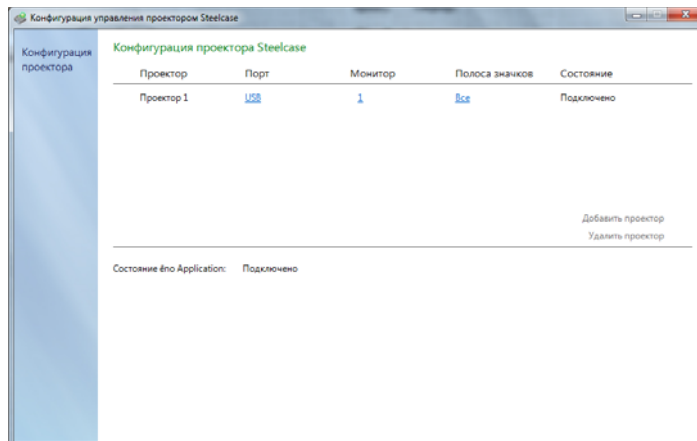 Конфигурация управления проектором Steelcase
Конфигурация
проектора
Конфигурация проектора Steelcase
Проектор Порт Монитор Полоса значков Состояние
Проектор 1 USB 1 Все Подключено
Добавить проектор
Удалить проектор
Состояние ēno Application: Подключено